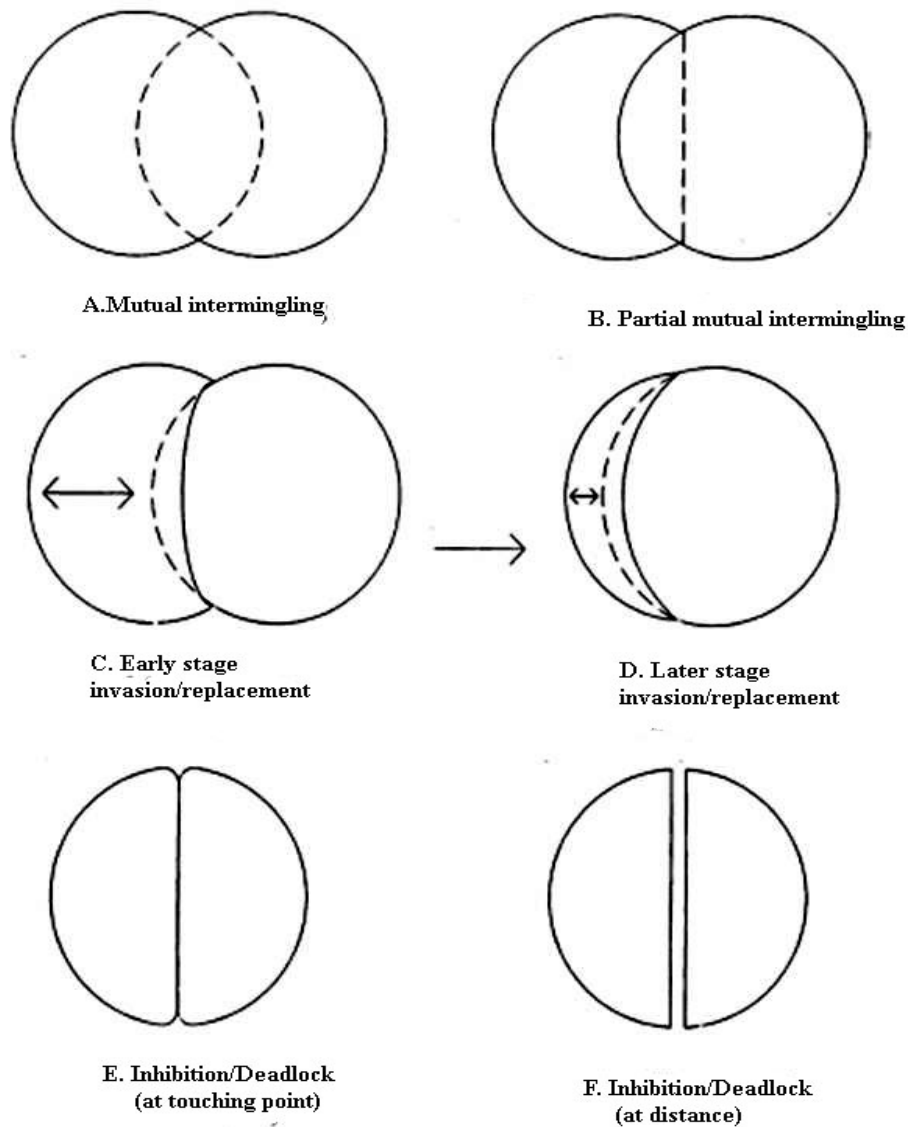 A.Mutual intermingling
B. Partial mutual intermingling
C. Early stage
invasion/replacement
D. Later stage
invasion/replacement
E. Inhibition/Deadlock
(at touching point)
F. Inhibition/Deadlock
(at distance)